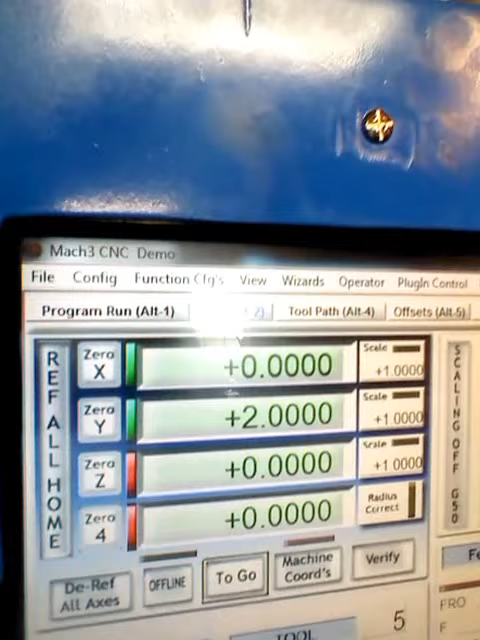 Mach3 CNC Demo
File Config Function Cfg's View Wizards Operator PlugIn Control
Program Run (Alt-1) 2) Tool Path (Alt-4) Offsets (Alt-5)
REF ALL HOME
Zero X +0.0000 Scale +1.0000
Zero Y +2.0000 Scale +1.0000
Zero Z +0.0000 Scale +1.0000
Zero 4 +0.0000 Radius Correct
SCALING OFF G50
De-Ref All Axes OFFLINE To Go Machine Coord's Verify
FRO
F
TOOL 5